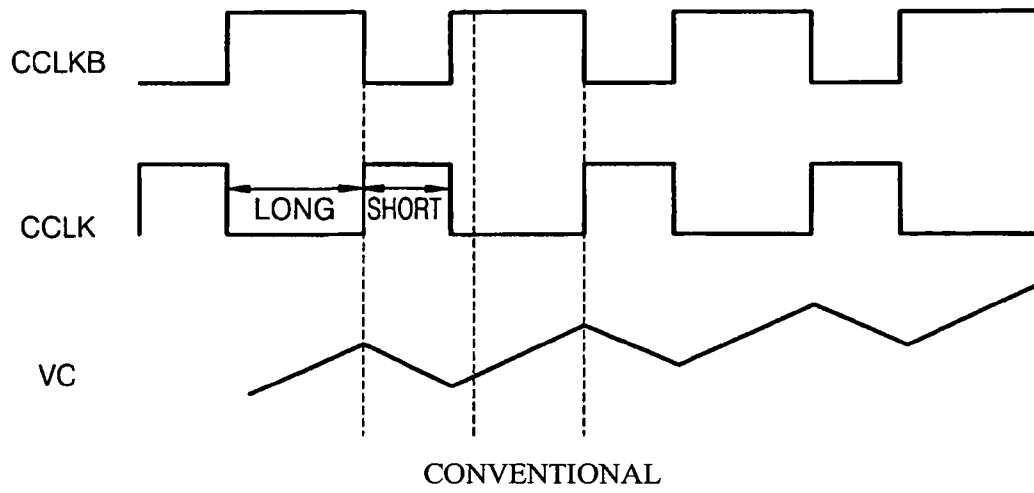 CCLKB
LONG
SHORT
CCLK
VC
CONVENTIONAL